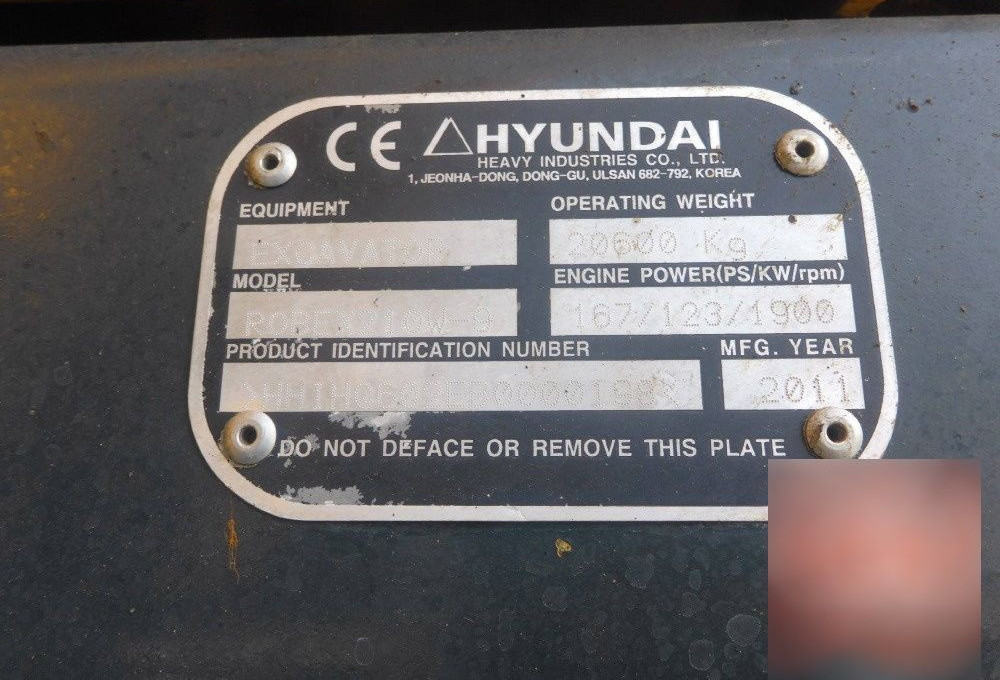 CE HYUNDAI
HEAVY INDUSTRIES CO., LTD.
1, JEONHA-DONG, DONG-GU, ULSAN 682-792, KOREA
EQUIPMENT
OPERATING WEIGHT
EXCAVATOR
20600 Kg
MODEL
ENGINE POWER(PS/KW/rpm)
167/123/1900
PRODUCT IDENTIFICATION NUMBER
MFG. YEAR
2011
DO NOT DEFACE OR REMOVE THIS PLATE